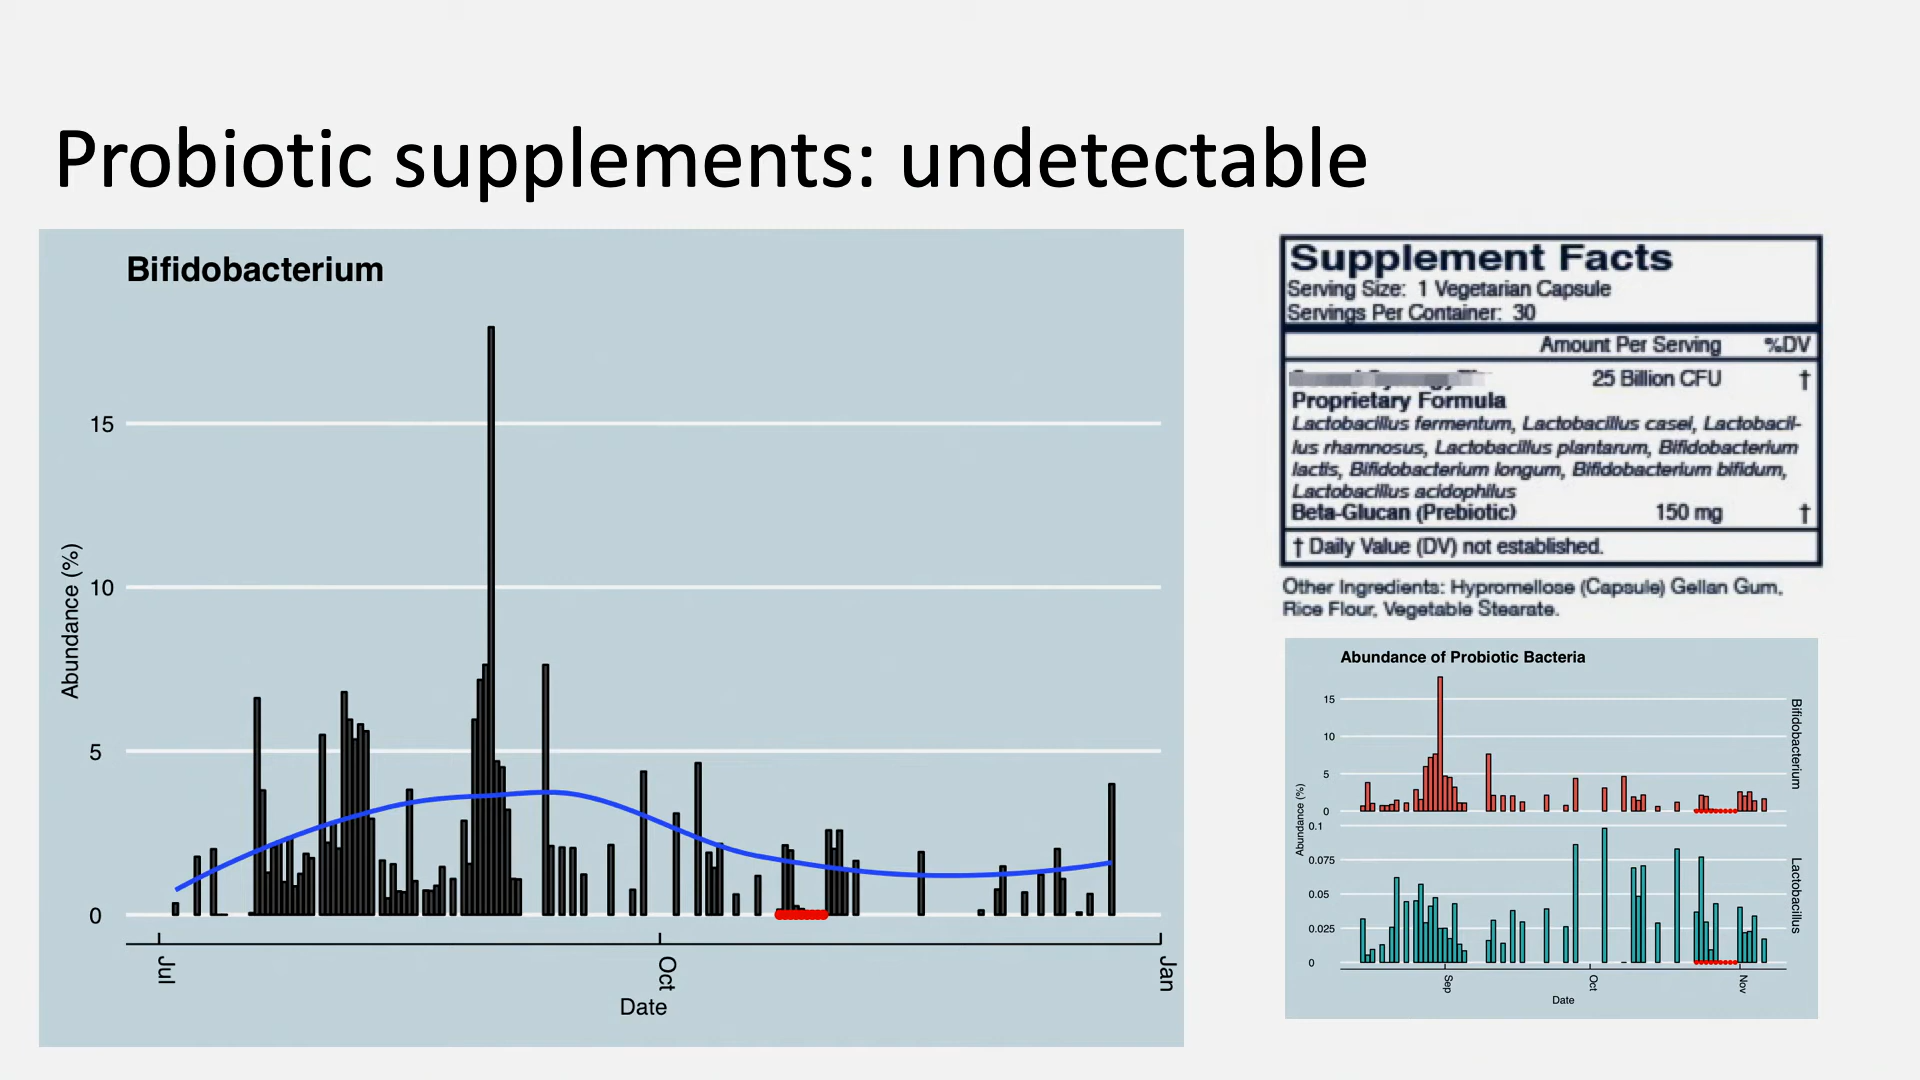 Probiotic supplements: undetectable
Bifidobacterium
15
10
5
0
Abundance (%)
Jul
Oct
Jan
Date
Supplement Facts
Serving Size: 1 Vegetarian Capsule
Servings Per Container: 30
Amount Per Serving %DV
25 Billion CFU †
Proprietary Formula
Lactobacillus fermentum, Lactobacillus casei, Lactobacil-
lus rhamnosus, Lactobacillus plantarum, Bifidobacterium
lactis, Bifidobacterium longum, Bifidobacterium bifidum,
Lactobacillus acidophilus
Beta-Glucan (Prebiotic) 150 mg †
† Daily Value (DV) not established.
Other Ingredients: Hypromellose (Capsule) Gellan Gum,
Rice Flour, Vegetable Stearate.
Abundance of Probiotic Bacteria
15
10
5
0
Bifidobacterium
Abundance (%)
0.1
0.075
0.05
0.025
0
Lactobacillus
Sep
Oct
Nov
Date